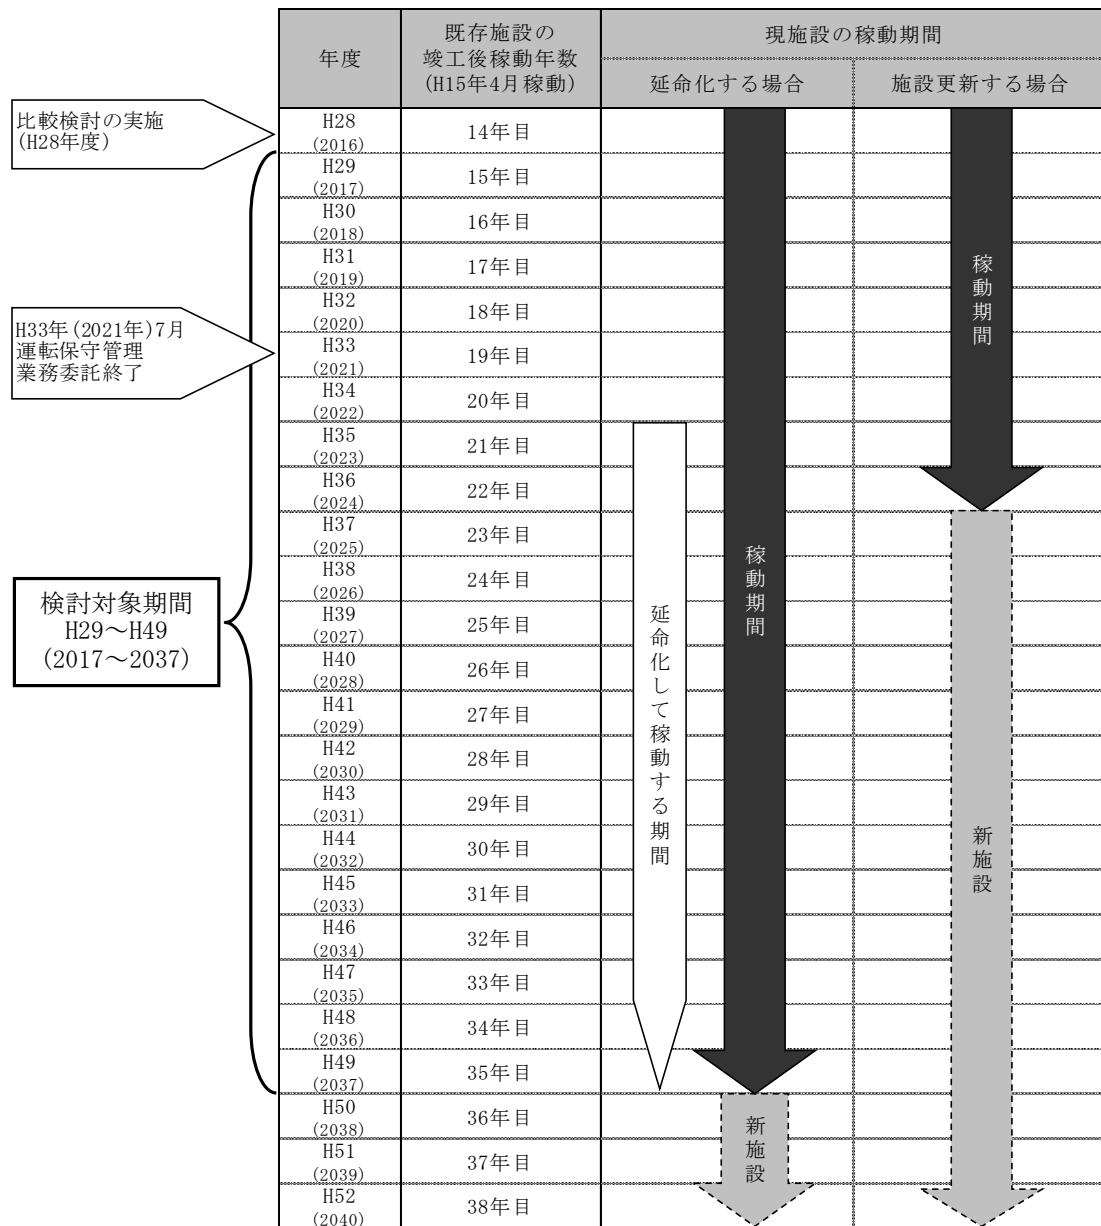 年度
既存施設の
竣工後稼動年数
(H15年4月稼動)
現施設の稼動期間
延命化する場合
施設更新する場合
比較検討の実施
(H28年度)
H28
(2016)
14年目
H29
(2017)
15年目
H30
(2018)
16年目
H31
(2019)
17年目
H32
(2020)
18年目
H33年(2021年)7月
運転保守管理
業務委託終了
H33
(2021)
19年目
H34
(2022)
20年目
H35
(2023)
21年目
H36
(2024)
22年目
H37
(2025)
23年目
H38
(2026)
24年目
検討対象期間
H29～H49
(2017～2037)
H39
(2027)
25年目
H40
(2028)
26年目
H41
(2029)
27年目
H42
(2030)
28年目
H43
(2031)
29年目
H44
(2032)
30年目
H45
(2033)
31年目
H46
(2034)
32年目
H47
(2035)
33年目
H48
(2036)
34年目
H49
(2037)
35年目
H50
(2038)
36年目
H51
(2039)
37年目
H52
(2040)
38年目
延命化して稼動する期間
稼動期間
新施設
稼動期間
新施設